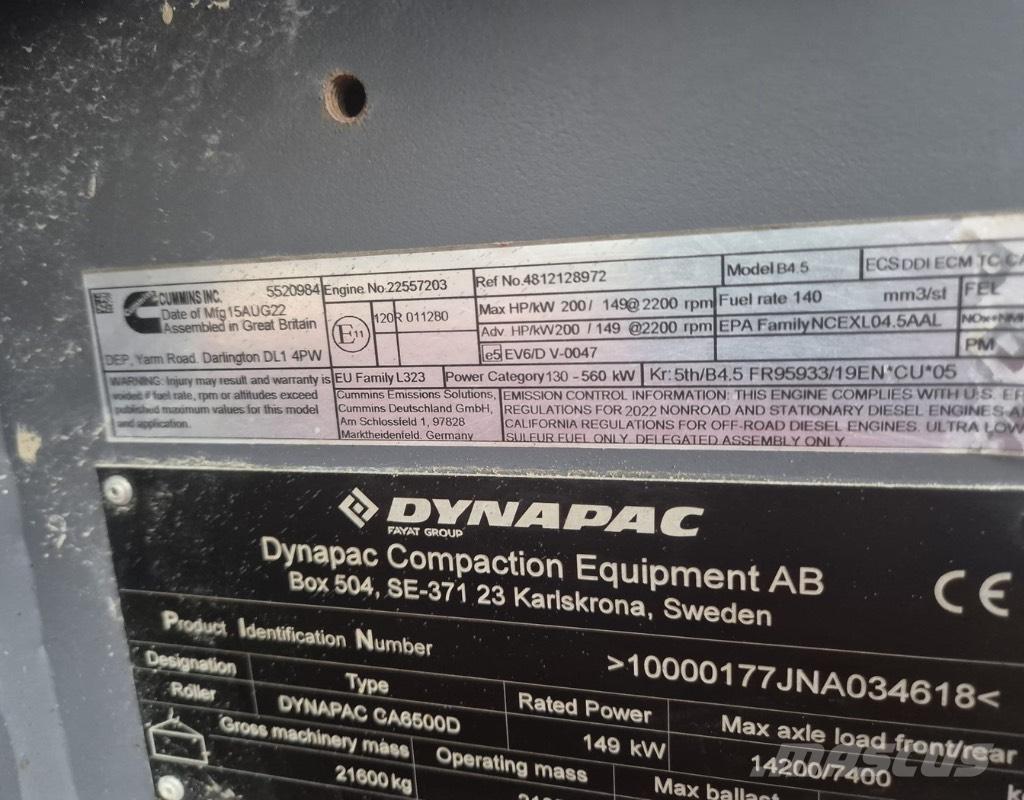 CUMMINS INC. 5520984
Date of Mfg 15AUG22
Assembled in Great Britain
DEP, Yarm Road. Darlington DL1 4PW
WARNING: Injury may result and warranty is
voided if fuel rate, rpm or altitudes exceed
published maximum values for this model
and application.
Engine No.22557203
E11 120R 011280
EU Family L323
Cummins Emissions Solutions,
Cummins Deutschland GmbH,
Am Schlossfeld 1, 97828
Marktheidenfeld. Germany
Ref No.4812128972
Max HP/kW 200 / 149@ 2200 rpm
Adv HP/kW200 / 149 @2200 rpm
e5 EV6/D V-0047
Power Category130 - 560 kW
Model B4.5
ECS DDI ECM TC CA
Fuel rate 140 mm3/st
FEL
EPA FamilyNCEXL04.5AAL
NOx+NMH
PM
Kr: 5th/B4.5 FR95933/19EN*CU*05
EMISSION CONTROL INFORMATION: THIS ENGINE COMPLIES WITH U.S. EP
REGULATIONS FOR 2022 NONROAD AND STATIONARY DIESEL ENGINES
CALIFORNIA REGULATIONS FOR OFF-ROAD DIESEL ENGINES. ULTRA LOW
SULFUR FUEL ONLY. DELEGATED ASSEMBLY ONLY.
DYNAPAC
FAYAT GROUP
Dynapac Compaction Equipment AB
Box 504, SE-371 23 Karlskrona, Sweden
CE
Product Identification Number
>10000177JNA034618<
Designation
Roller
Type
DYNAPAC CA6500D
Rated Power
149 kW
Max axle load front/rear
14200/7400
Gross machinery mass
21600 kg
Operating mass
Max ballast
mascus